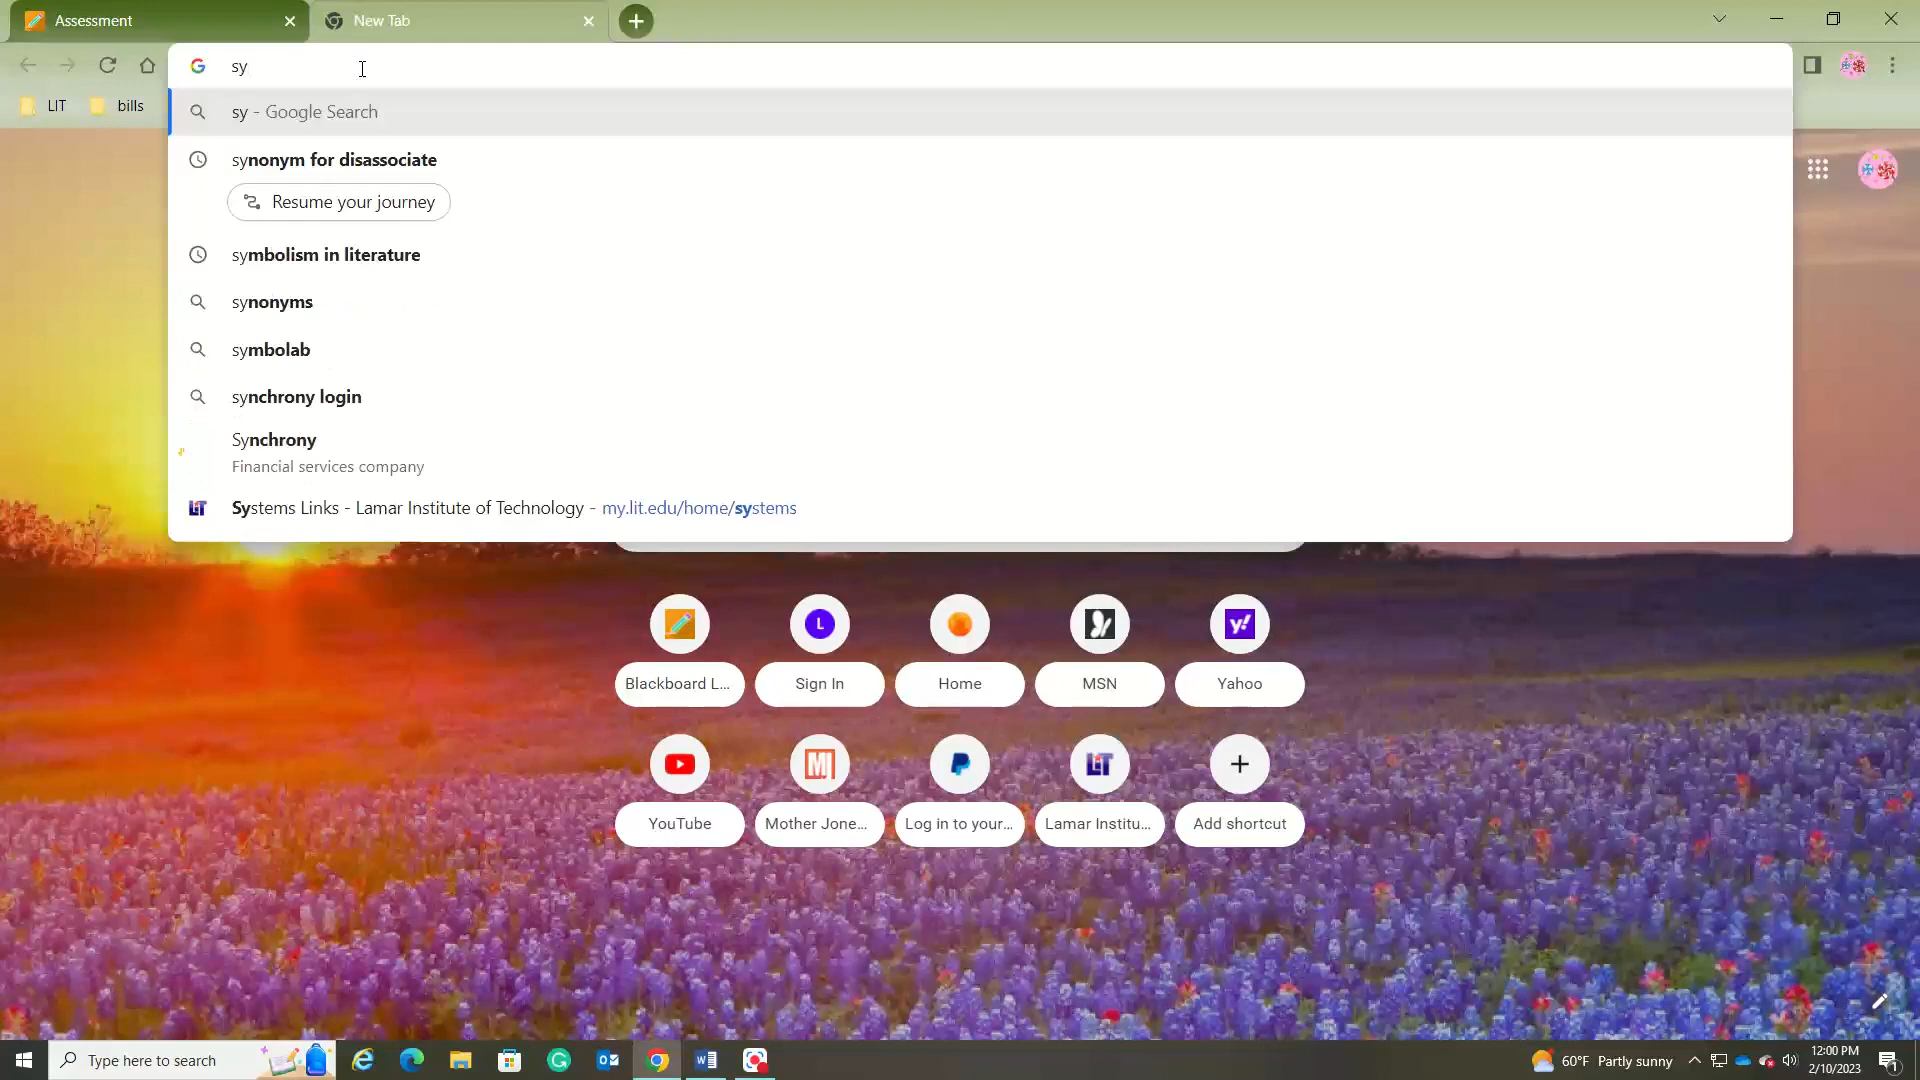 Assessment
New Tab
sy
LIT
bills
sy - Google Search
synonym for disassociate
Resume your journey
symbolism in literature
synonyms
symbolab
synchrony login
Synchrony
Financial services company
Systems Links - Lamar Institute of Technology - my.lit.edu/home/systems
L
y!
Blackboard L...
Sign In
Home
MSN
Yahoo
LIT
YouTube
Mother Jone...
Log in to your...
Lamar Institu...
Add shortcut
Type here to search
60°F Partly sunny
12:00 PM
2/10/2023
1